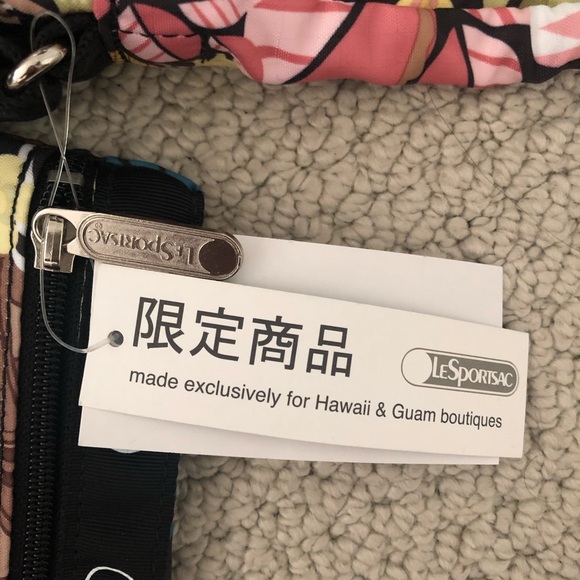 LeSportsac
限定商品
LeSportsac
made exclusively for Hawaii & Guam boutiques